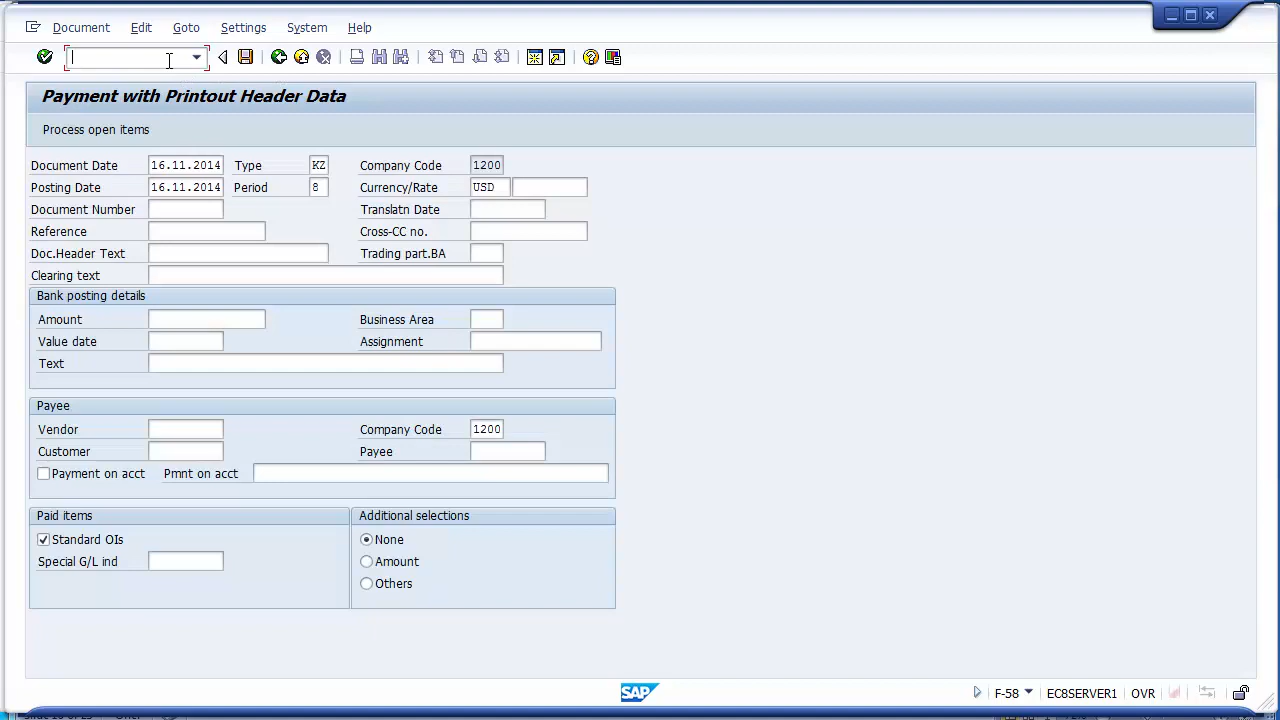 Document Edit Goto Settings System Help
Payment with Printout Header Data
Process open items
Document Date 16.11.2014 Type KZ Company Code 1200
Posting Date 16.11.2014 Period 8 Currency/Rate USD
Document Number Translatn Date
Reference Cross-CC no.
Doc.Header Text Trading part.BA
Clearing text
Bank posting details
Amount Business Area
Value date Assignment
Text
Payee
Vendor Company Code 1200
Customer Payee
Payment on acct Pmnt on acct
Paid items Additional selections
Standard OIs None
Special G/L ind Amount
Others
SAP F-58 ECBSERVER1 OVR